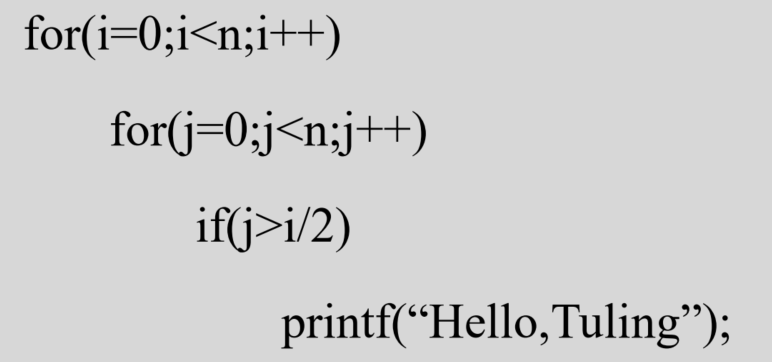 for(i=0;i<n;i++)
for(j=0;j<n;j++)
if(j>i/2)
printf(“Hello,Tuling”);